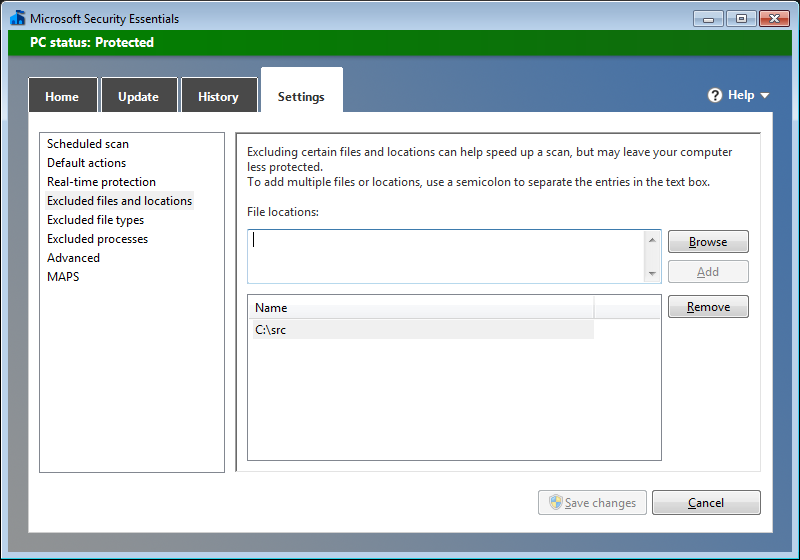 Microsoft Security Essentials
PC status: Protected
Home
Update
History
Settings
Help
Scheduled scan
Default actions
Real-time protection
Excluded files and locations
Excluded file types
Excluded processes
Advanced
MAPS
Excluding certain files and locations can help speed up a scan, but may leave your computer
less protected.
To add multiple files or locations, use a semicolon to separate the entries in the text box.
File locations:
Browse
Add
Name
Remove
C:\src
Save changes
Cancel